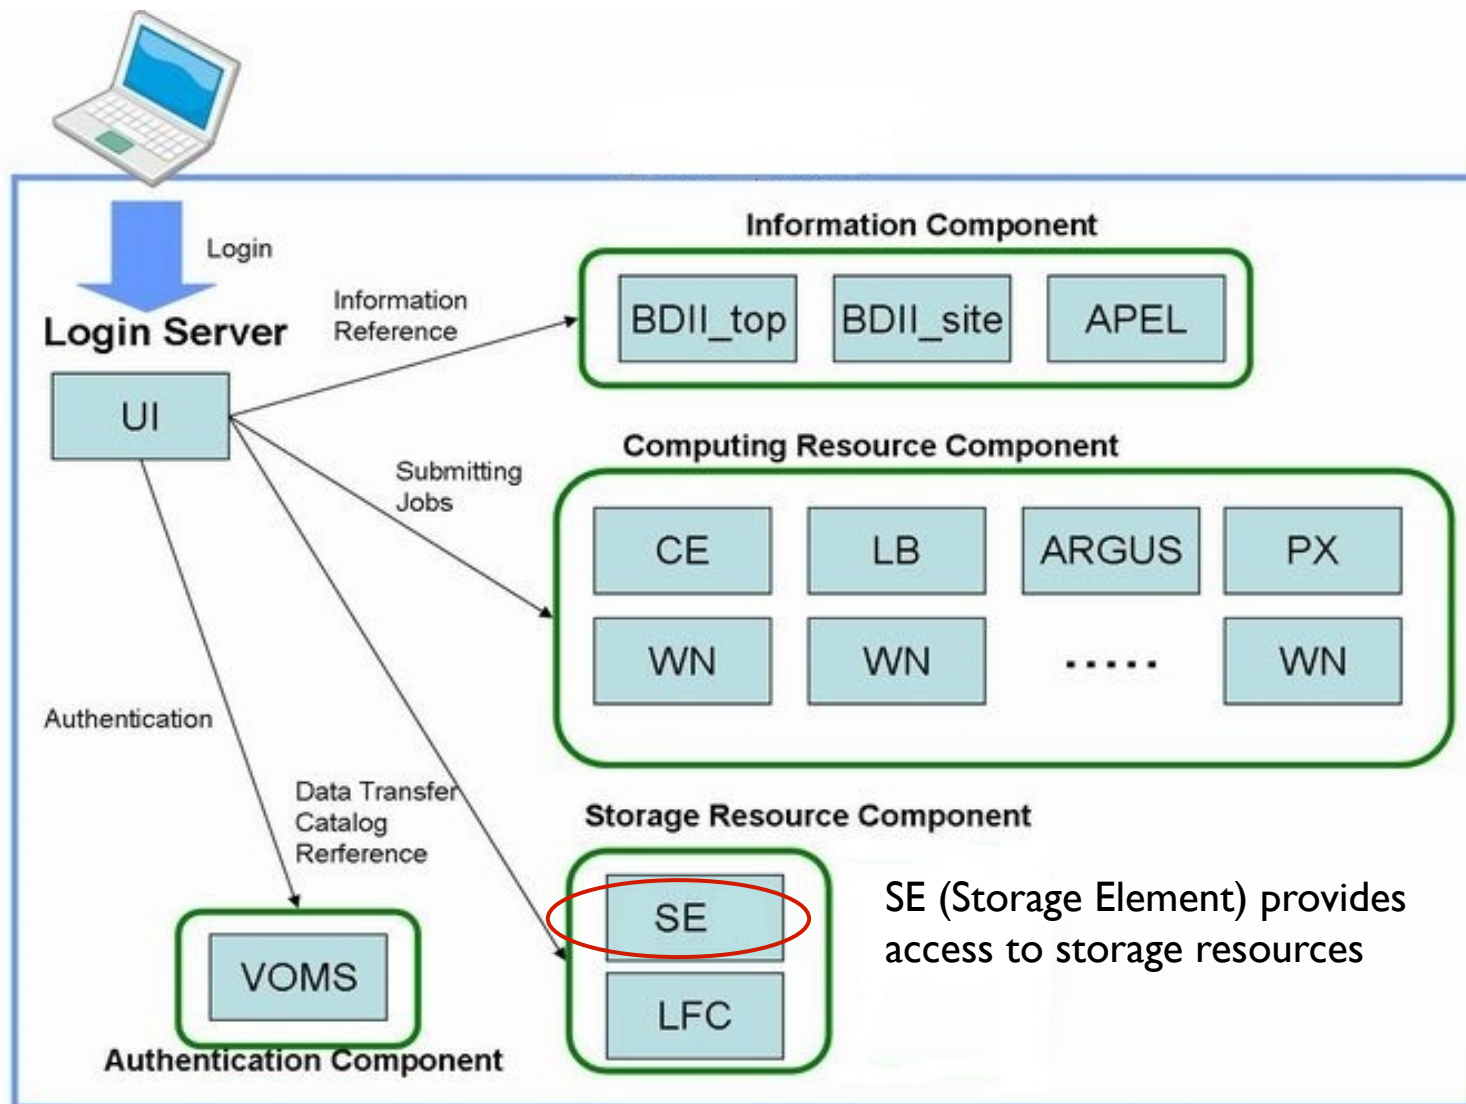 Login
Login Server
UI
Information
Reference
Information Component
BDII_top
BDII_site
APEL
Submitting
Jobs
Computing Resource Component
CE
LB
ARGUS
PX
WN
WN
.....
WN
Authentication
Data Transfer
Catalog
Rerference
VOMS
Authentication Component
Storage Resource Component
SE
LFC
SE (Storage Element) provides
access to storage resources